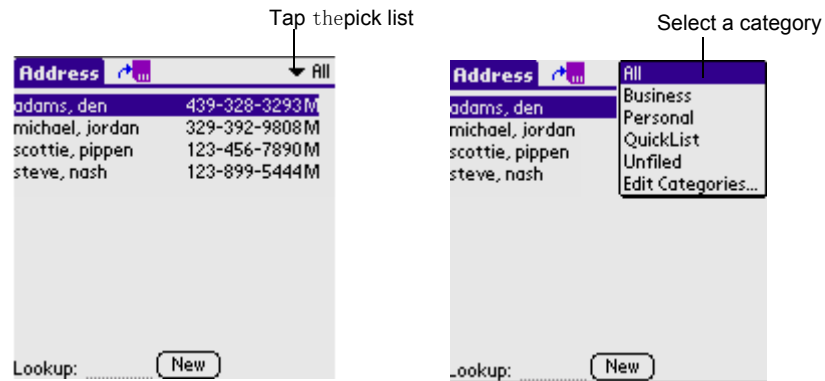 Tap thepick list
Address
All
adams, den 439-328-3293M
michael, jordan 329-392-9808M
scottie, pippen 123-456-7890M
steve, nash 123-899-5444M
Lookup: New
Select a category
Address
All
Business
Personal
QuickList
Unfiled
Edit Categories...
adams, den
michael, jordan
scottie, pippen
steve, nash
Lookup: New